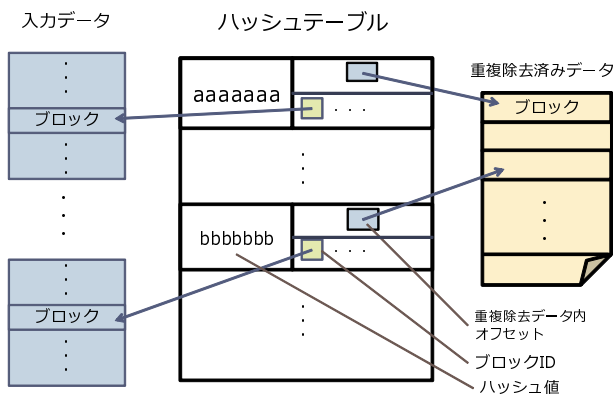 入力データ
ハッシュテーブル
重複除去済みデータ
ブロック
aaaaaaa
ブロック
bbbbbbb
ブロック
重複除去データ内
オフセット
ブロックID
ハッシュ値